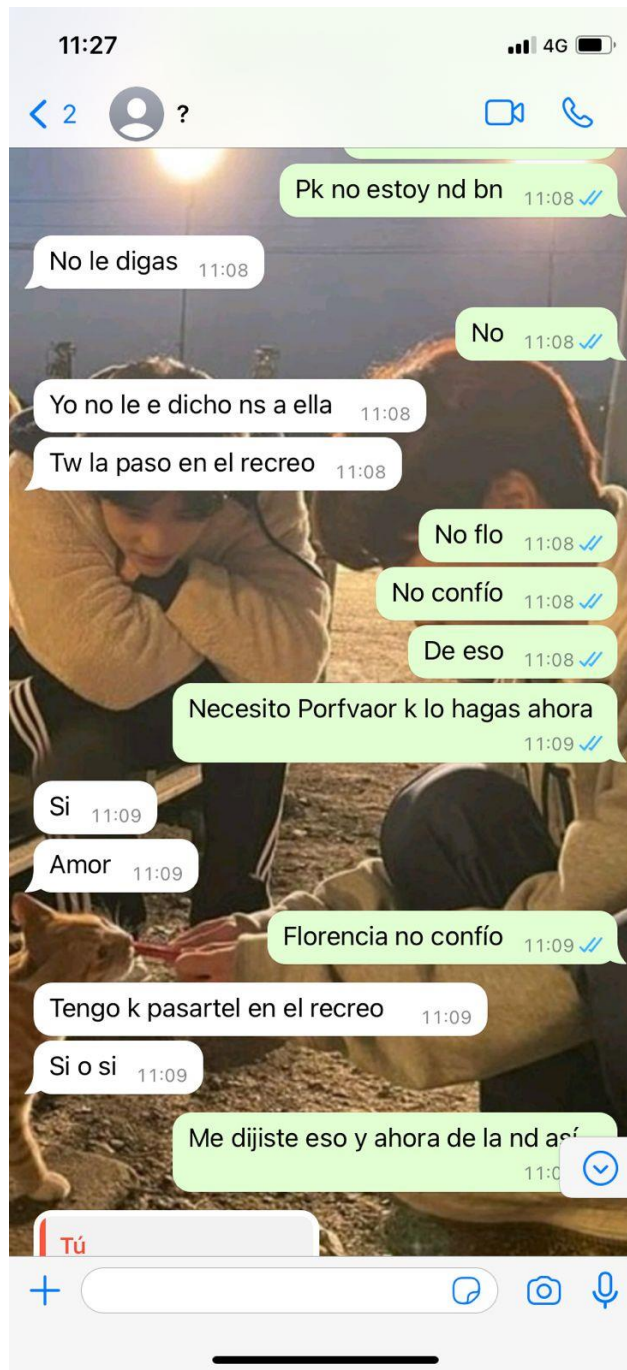 11:27
4G
2
?
Pk no estoy nd bn 11:08
No le digas 11:08
No 11:08
Yo no le e dicho ns a ella 11:08
Tw la paso en el recreo 11:08
No flo 11:08
No confío 11:08
De eso 11:08
Necesito Porfvaor k lo hagas ahora
11:09
Si 11:09
Amor 11:09
Florencia no confío 11:09
Tengo k pasartel en el recreo 11:09
Si o si 11:09
Me dijiste eso y ahora de la nd así
Tú